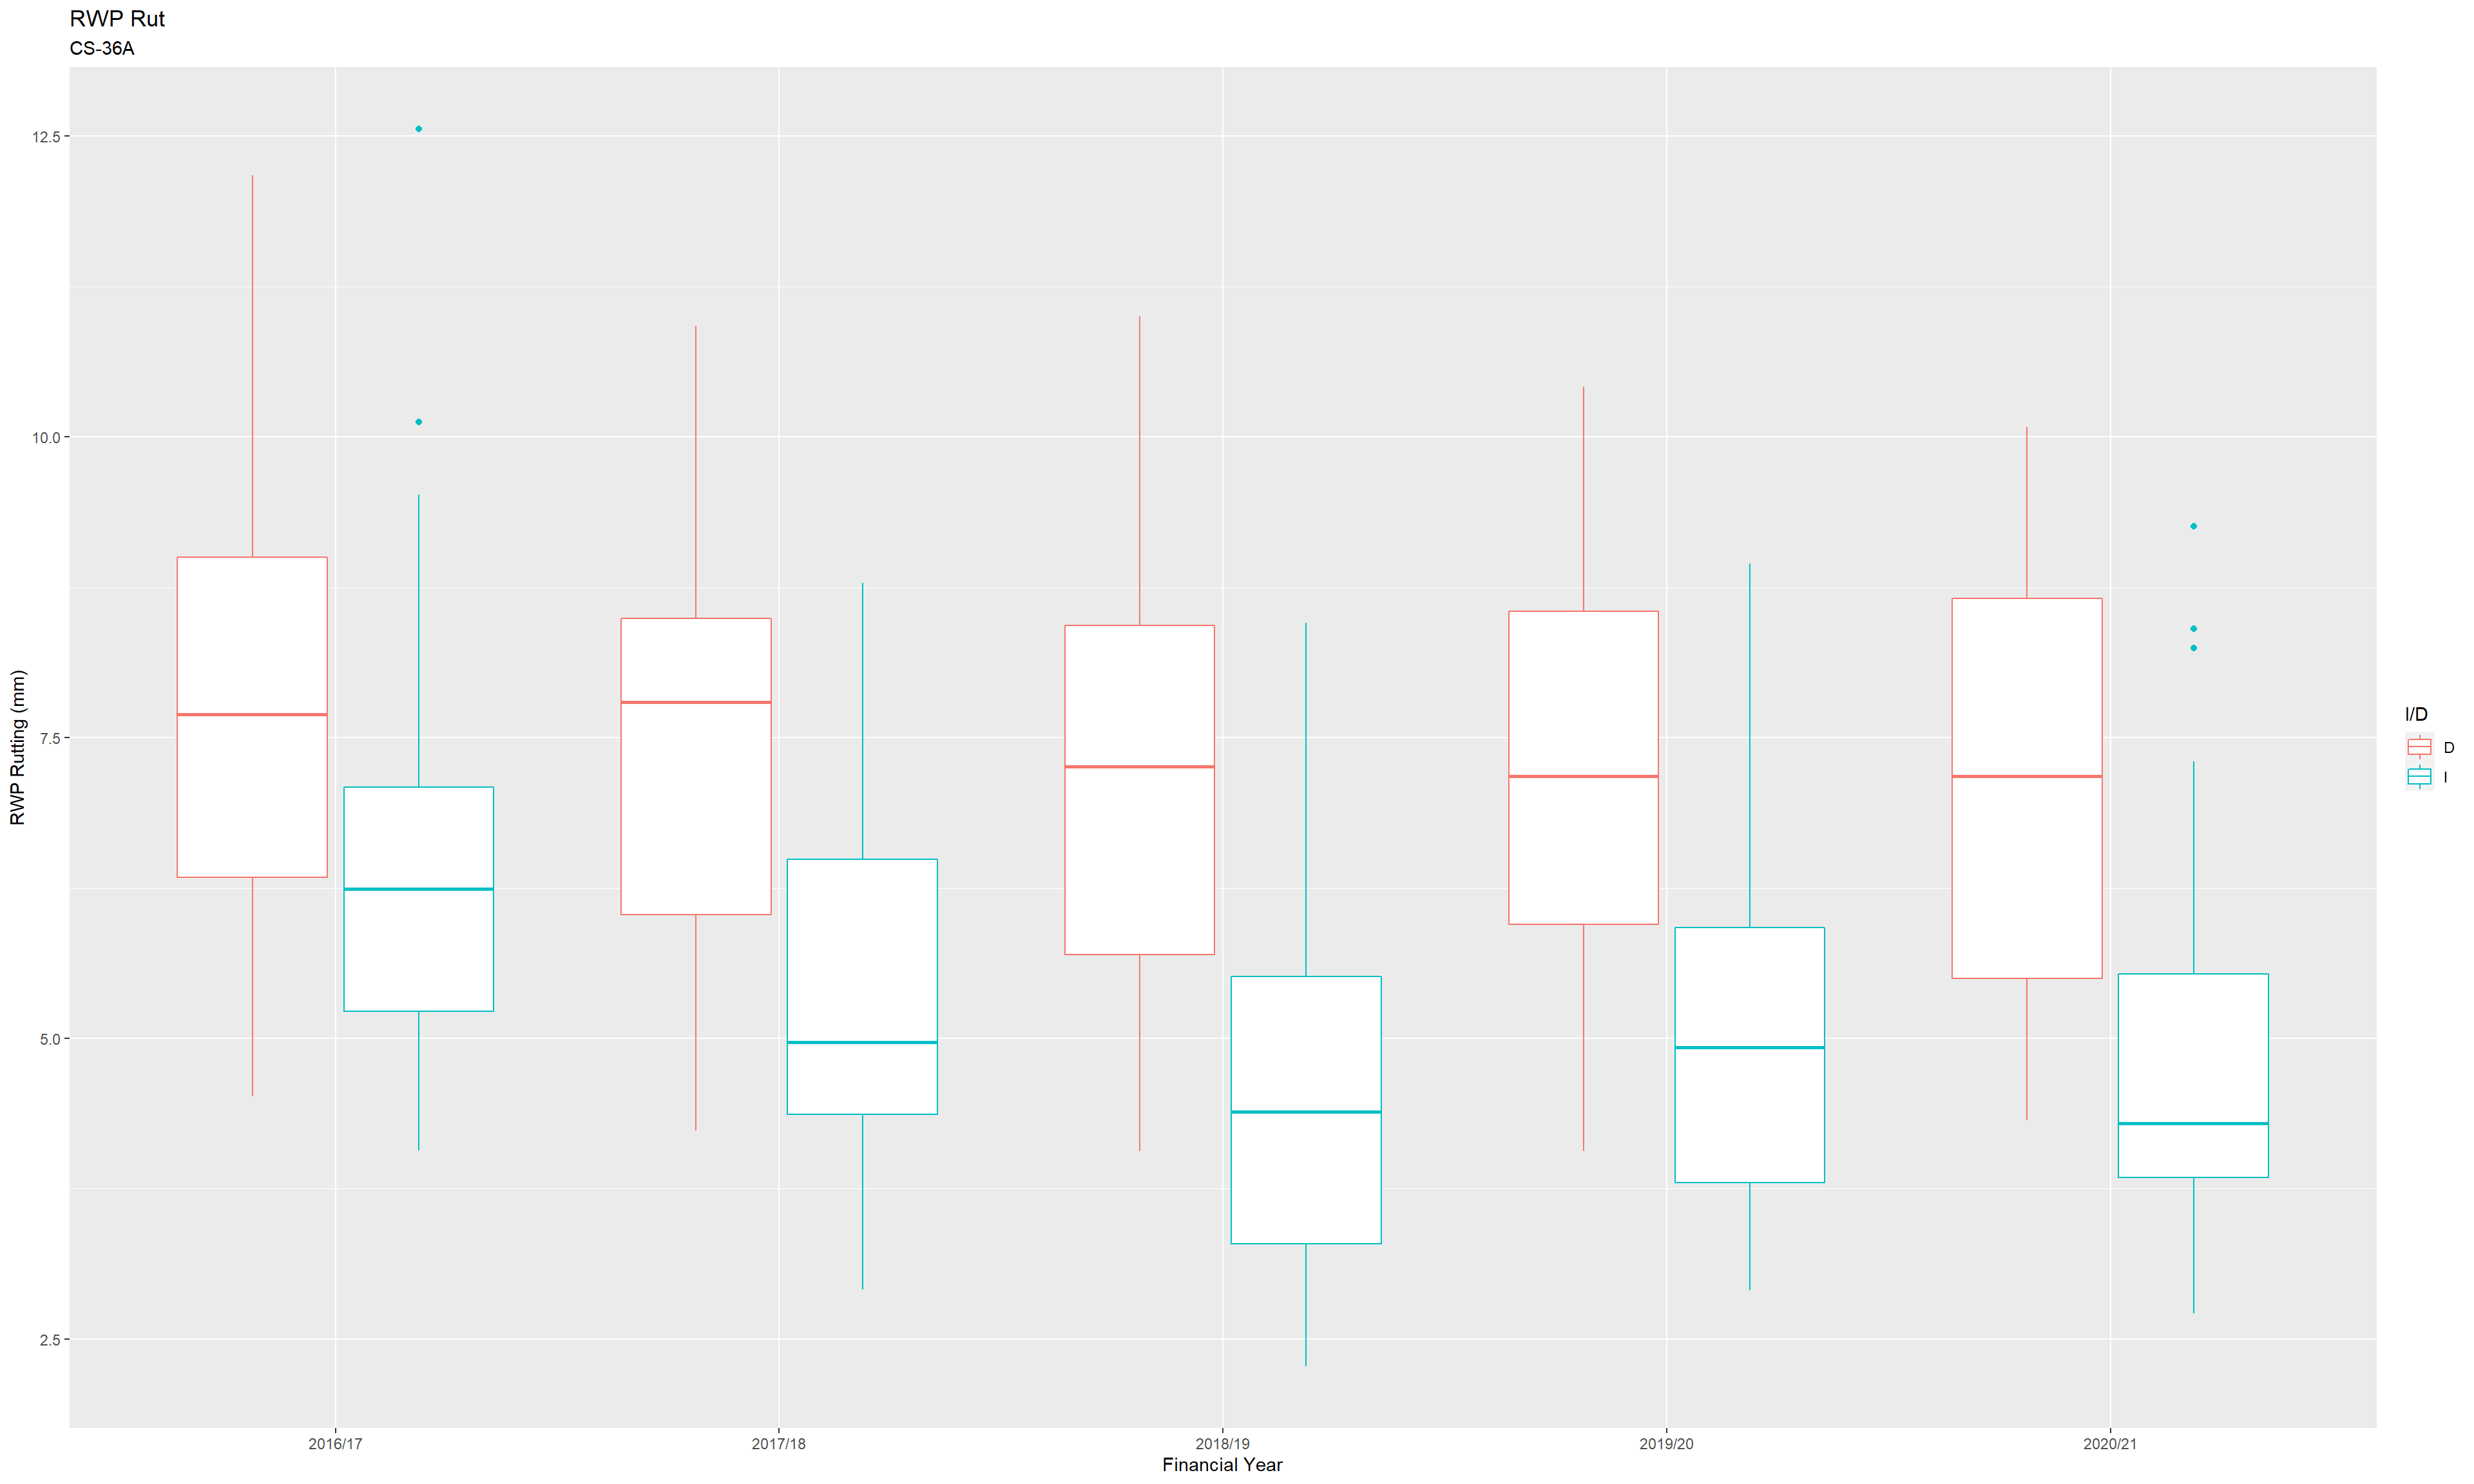 RWP Rut
CS-36A
12.5
10.0
7.5
5.0
2.5
RWP Rutting (mm)
2016/17
2017/18
2018/19
2019/20
2020/21
Financial Year
I/D
D
I